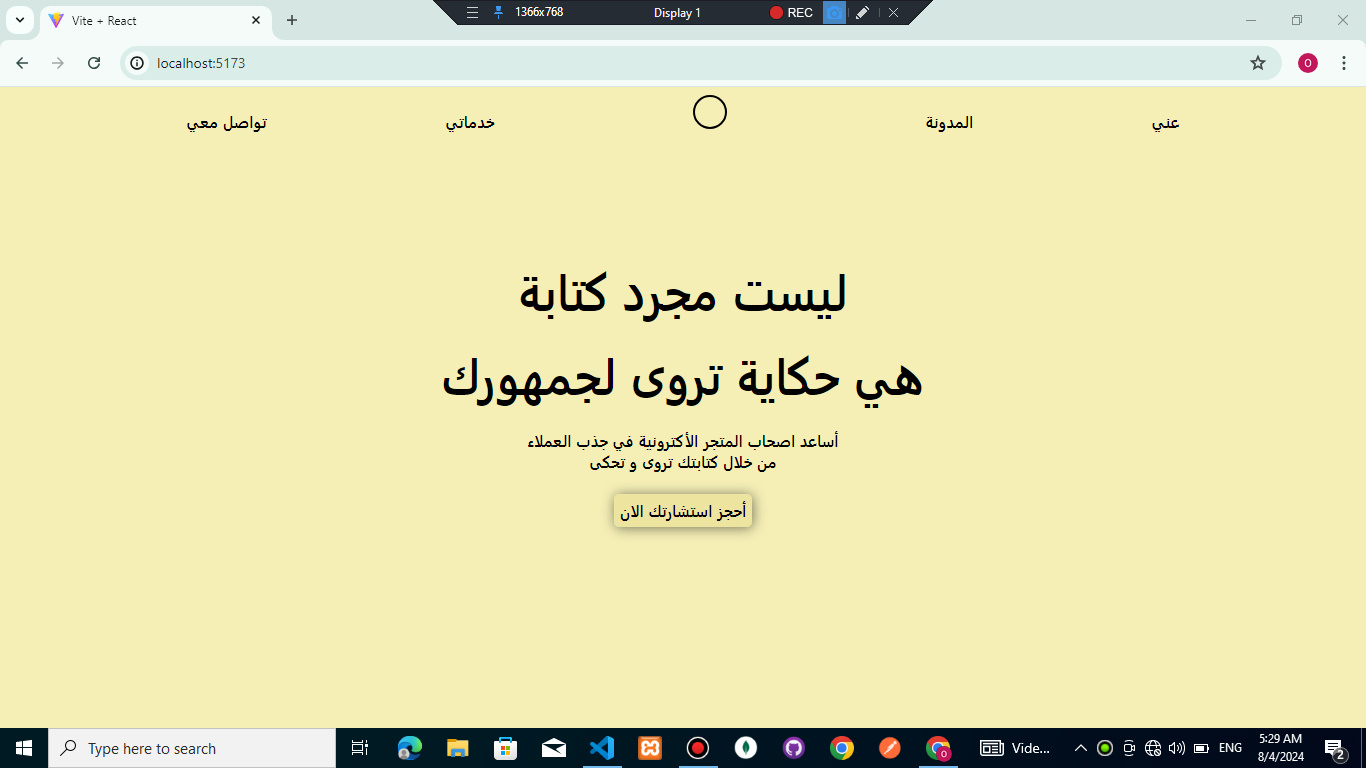 1366x768
Display 1
REC
Vite + React
localhost:5173
O
عني
المدونة
خدماتي
تواصل معي
ليست مجرد كتابة
هي حكاية تروى لجمهورك
أساعد اصحاب المتجر الأكترونية في جذب العملاء
من خلال كتابتك تروى و تحكى
أحجز استشارتك الان
Type here to search
O
Vide...
ENG
5:29 AM
8/4/2024
2